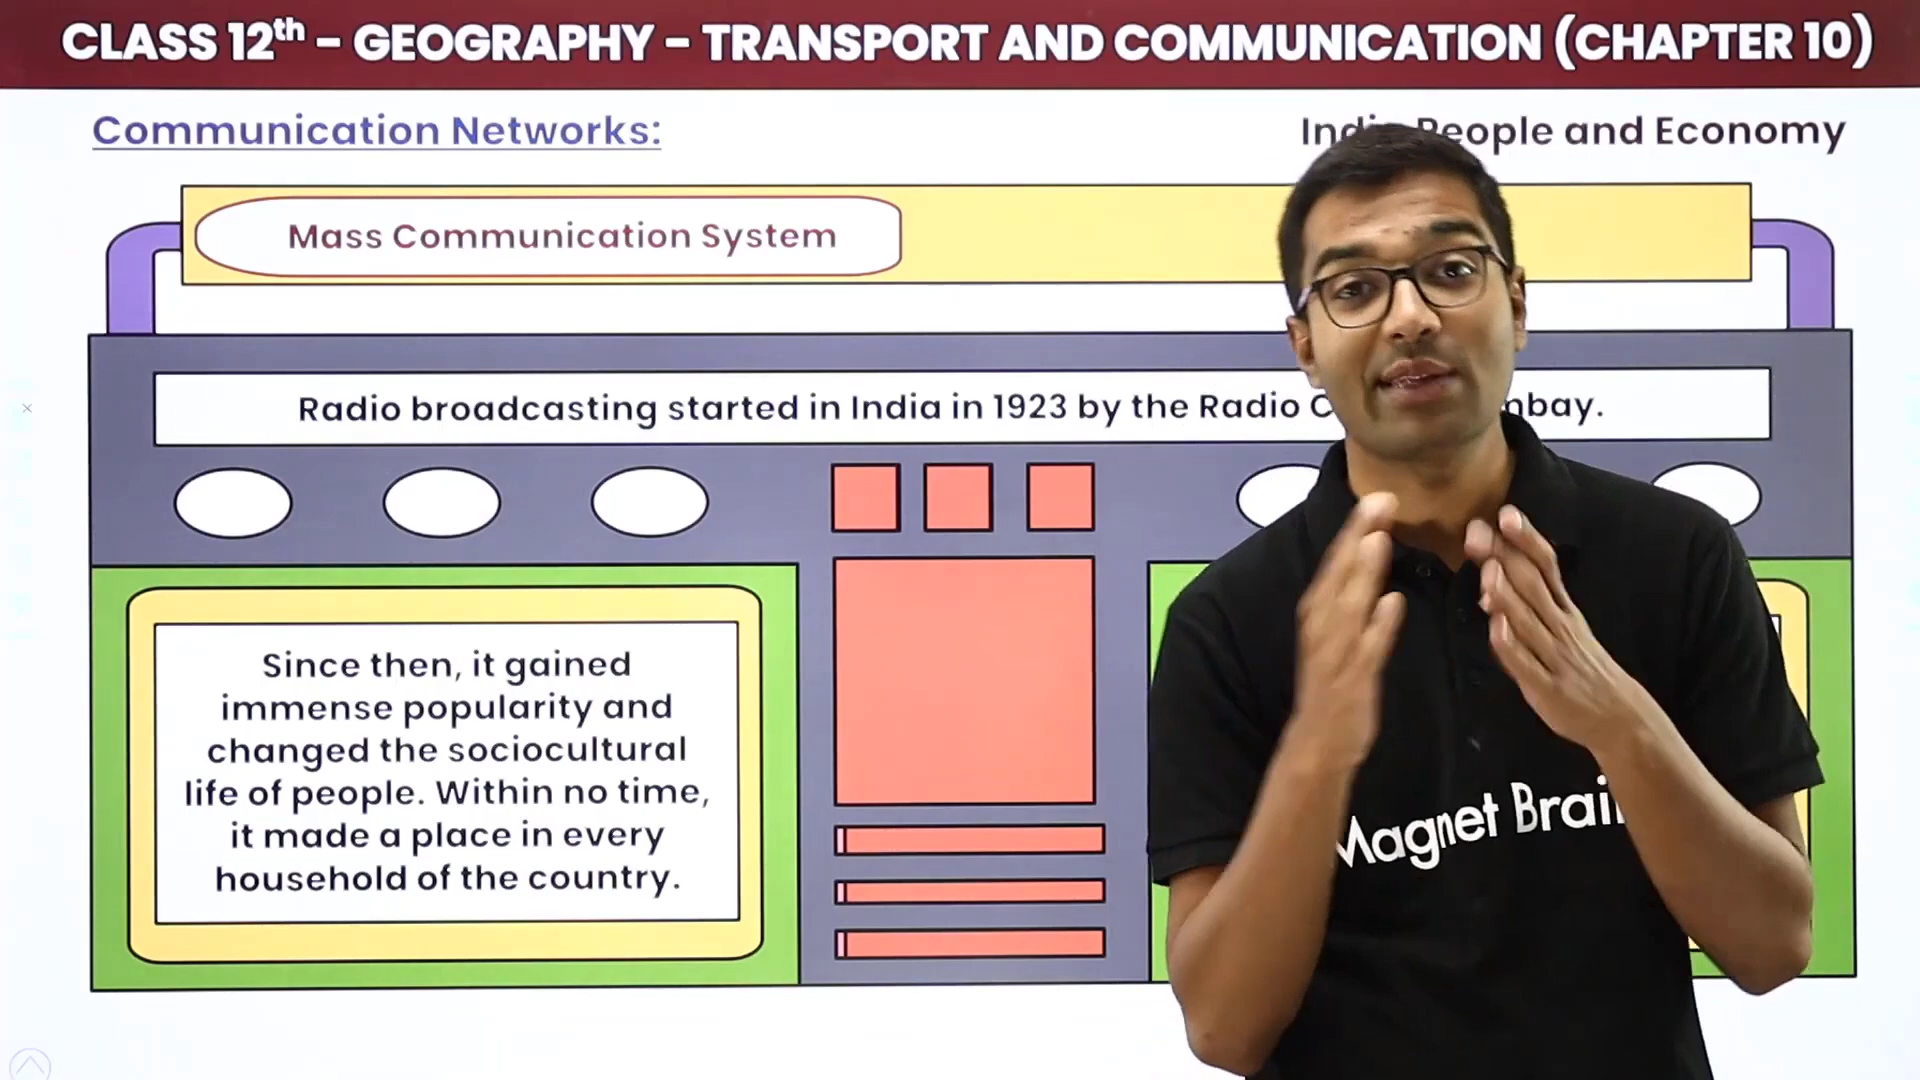 CLASS 12th - GEOGRAPHY - TRANSPORT AND COMMUNICATION (CHAPTER 10)
Communication Networks:
People and Economy
Mass Communication System
Radio broadcasting started in India in 1923 by the Radio
Since then, it gained
immense popularity and
changed the sociocultural
life of people. Within no time,
it made a place in every
household of the country.
Magnet